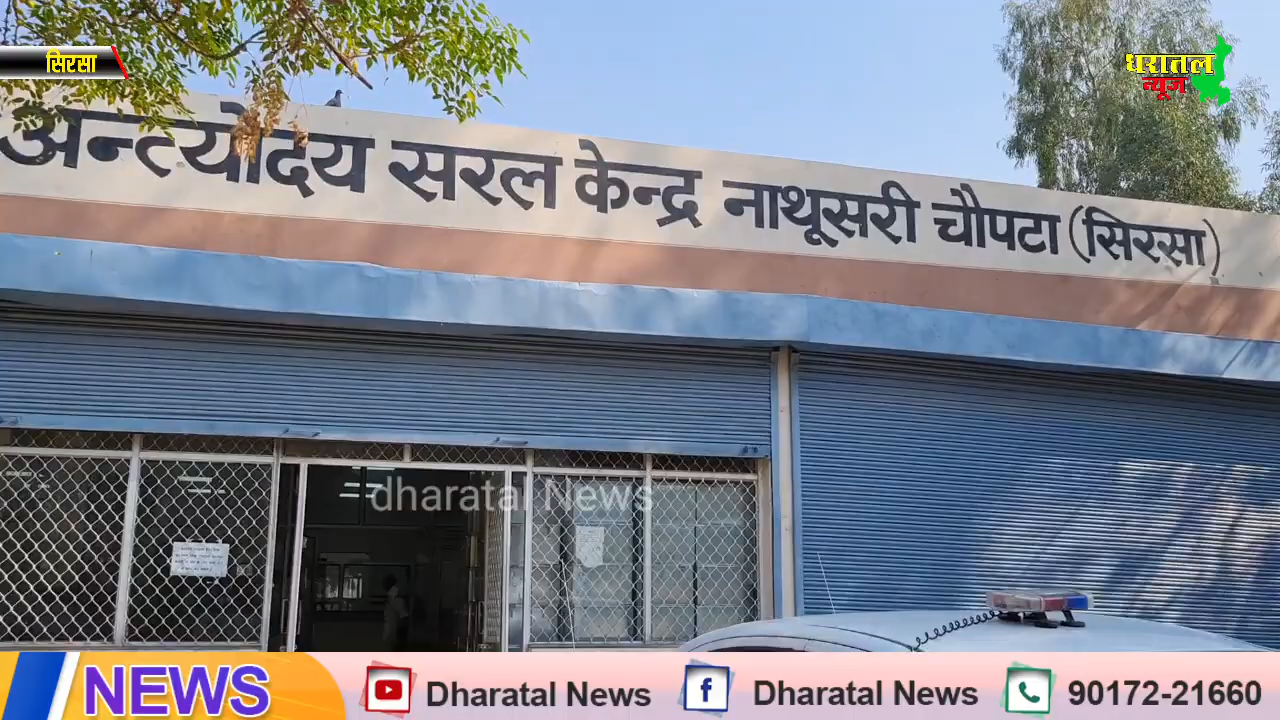 सिरसा
धरातल
न्यूज
अन्त्योदय सरल केन्द्र नाथूसरी चौपटा (सिरसा)
dharatal News
NEWS
Dharatal News
Dharatal News
90172-21660